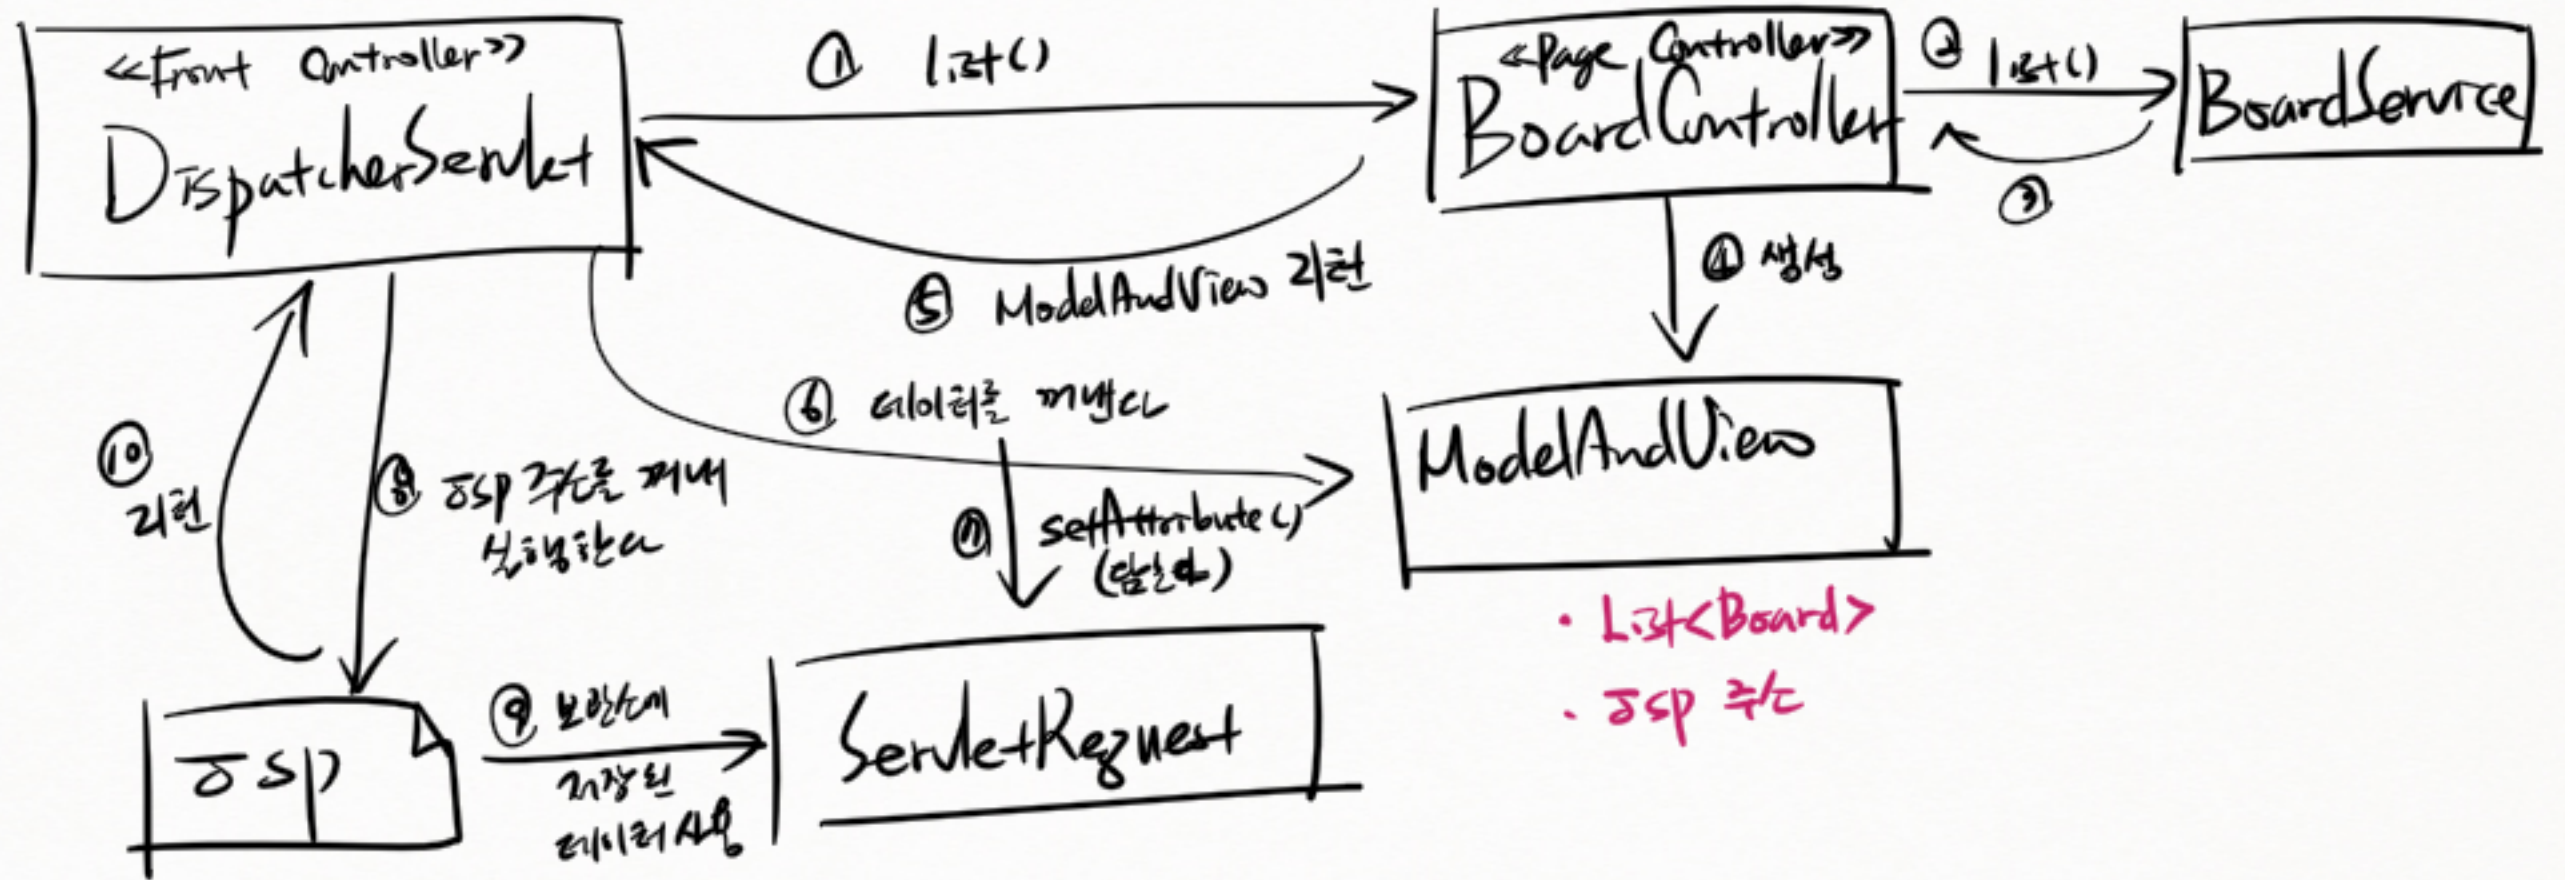 <<Front Controller>>
DispatcherServlet
① list()
<<Page Controller>>
BoardController
② list()
BoardService
③
④ 생성
⑤ ModelAndView 리턴
⑥ 데이터를 꺼낸다
ModelAndView
⑦ setAttribute()
(담는다)
⑧ JSP 주소를 꺼내
실행한다
⑩
리턴
• List<Board>
• JSP 주소
JSP
⑨ 보관소에
저장된
데이터 사용
ServletRequest